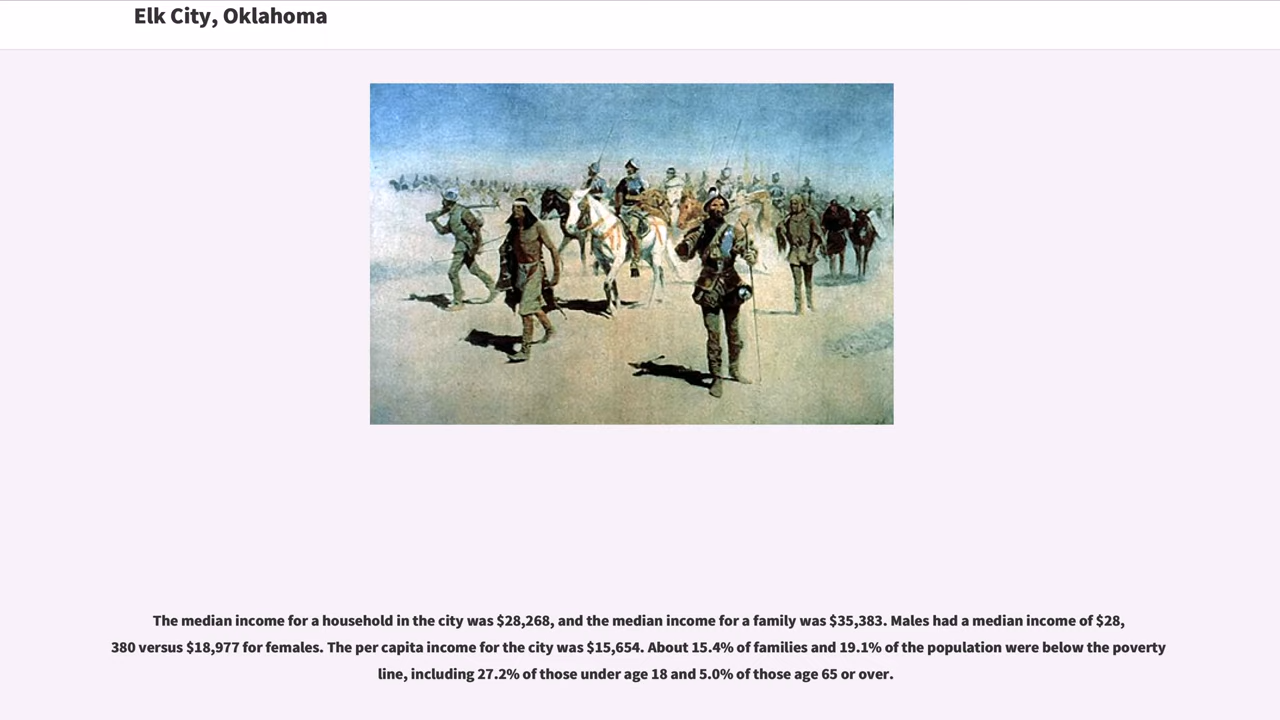 Elk City, Oklahoma
The median income for a household in the city was $28,268, and the median income for a family was $35,383. Males had a median income of $28,
380 versus $18,977 for females. The per capita income for the city was $15,654. About 15.4% of families and 19.1% of the population were below the poverty
line, including 27.2% of those under age 18 and 5.0% of those age 65 or over.